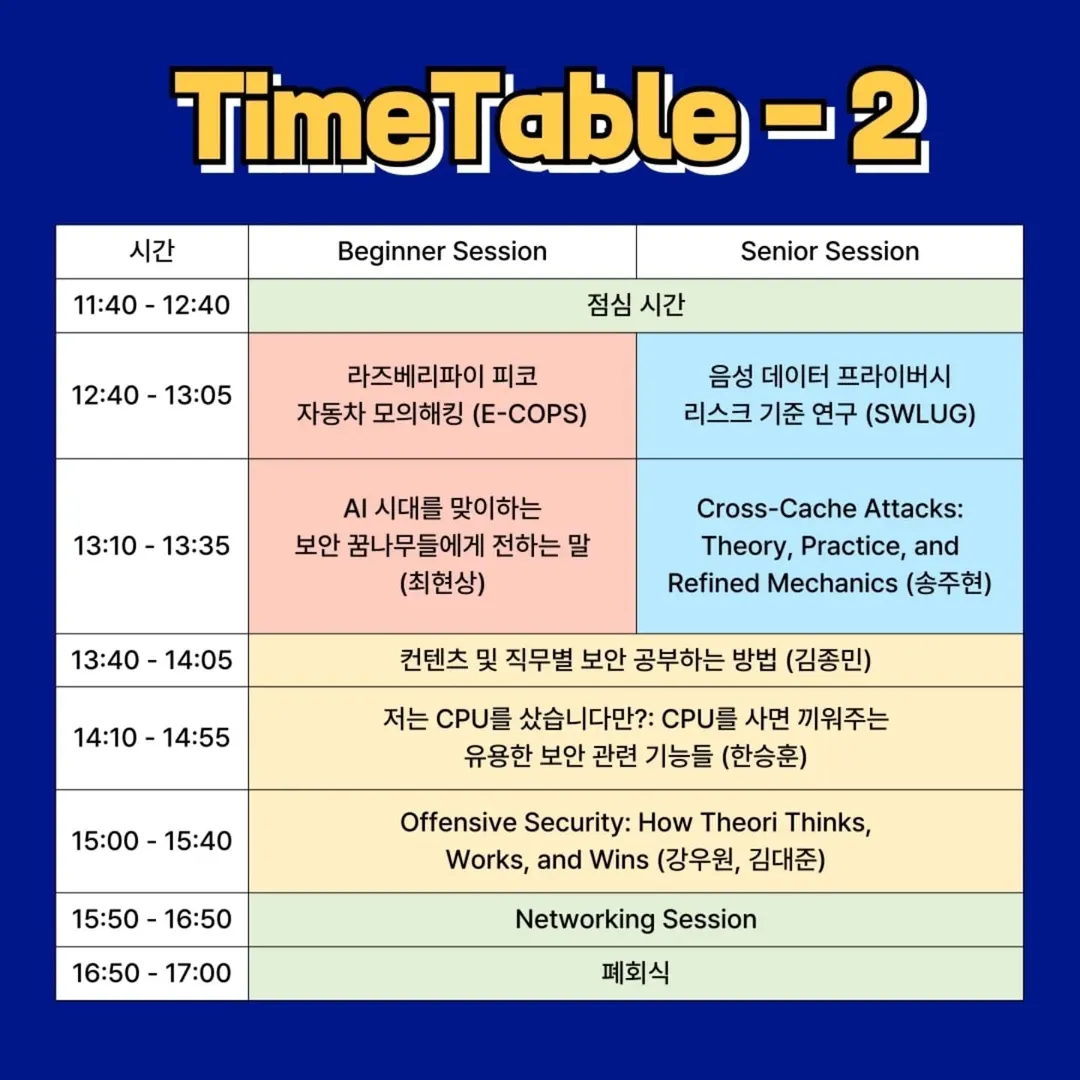 TimeTable - 2
시간 Beginner Session Senior Session
11:40 - 12:40 점심 시간
12:40 - 13:05
라즈베리파이 피코
자동차 모의해킹 (E-COPS)
음성 데이터 프라이버시
리스크 기준 연구 (SWLUG)
13:10 - 13:35
AI 시대를 맞이하는
보안 꿈나무들에게 전하는 말
(최현상)
Cross-Cache Attacks:
Theory, Practice, and
Refined Mechanics (송주현)
13:40 - 14:05 컨텐츠 및 직무별 보안 공부하는 방법 (김종민)
14:10 - 14:55
저는 CPU를 샀습니다만?: CPU를 사면 끼워주는
유용한 보안 관련 기능들 (한승훈)
15:00 - 15:40
Offensive Security: How Theori Thinks,
Works, and Wins (강우원, 김대준)
15:50 - 16:50 Networking Session
16:50 - 17:00 폐회식